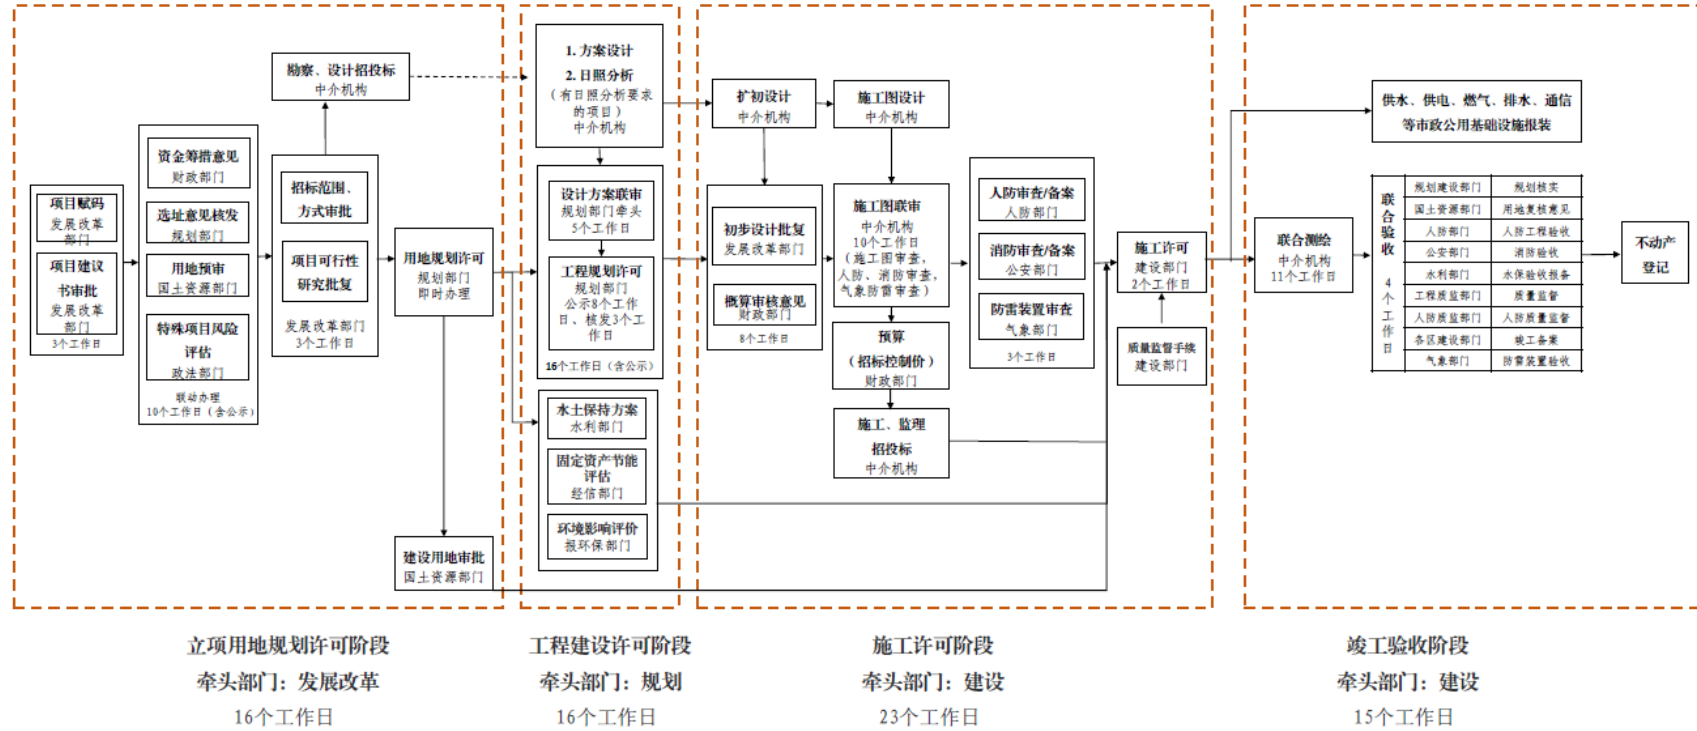 项目赋码
发展改革
部门
项目建议
书审批
发展改革
部门
3个工作日
资金筹措意见
财政部门
选址意见核发
规划部门
用地预审
国土资源部门
特殊项目风险
评估
政法部门
联动办理
10个工作日（含公示）
勘察、设计招投标
中介机构
招标范围、
方式审批
项目可行性
研究批复
发展改革部门
3个工作日
用地规划许可
规划部门
即时办理
建设用地审批
国土资源部门
1. 方案设计
2. 日照分析
（有日照分析要求
的项目）
中介机构
设计方案联审
规划部门牵头
5个工作日
工程规划许可
规划部门
公示8个工作
日、核发3个工
作日
16个工作日（含公示）
水土保持方案
水利部门
固定资产节能
评估
经信部门
环境影响评价
报环保部门
扩初设计
中介机构
初步设计批复
发展改革部门
概算审核意见
财政部门
8个工作日
施工图设计
中介机构
施工图联审
中介机构
10个工作日
（施工图审查，
人防、消防审查，
气象防雷审查）
预算
（招标控制价）
财政部门
施工、监理
招投标
中介机构
人防审查/备案
人防部门
消防审查/备案
公安部门
防雷装置审查
气象部门
3个工作日
施工许可
建设部门
2个工作日
质量监督手续
建设部门
供水、供电、燃气、排水、通信
等市政公用基础设施报装
联合测绘
中介机构
11个工作日
联合验收 4个工作日
规划建设部门 规划核实
国土资源部门 用地复核意见
人防部门 人防工程验收
公安部门 消防验收
水利部门 水保验收报备
工程质监部门 质量监督
人防质监部门 人防质量监督
各区建设部门 竣工备案
气象部门 防雷装置验收
不动产
登记
立项用地规划许可阶段
牵头部门：发展改革
16个工作日
工程建设许可阶段
牵头部门：规划
16个工作日
施工许可阶段
牵头部门：建设
23个工作日
竣工验收阶段
牵头部门：建设
15个工作日